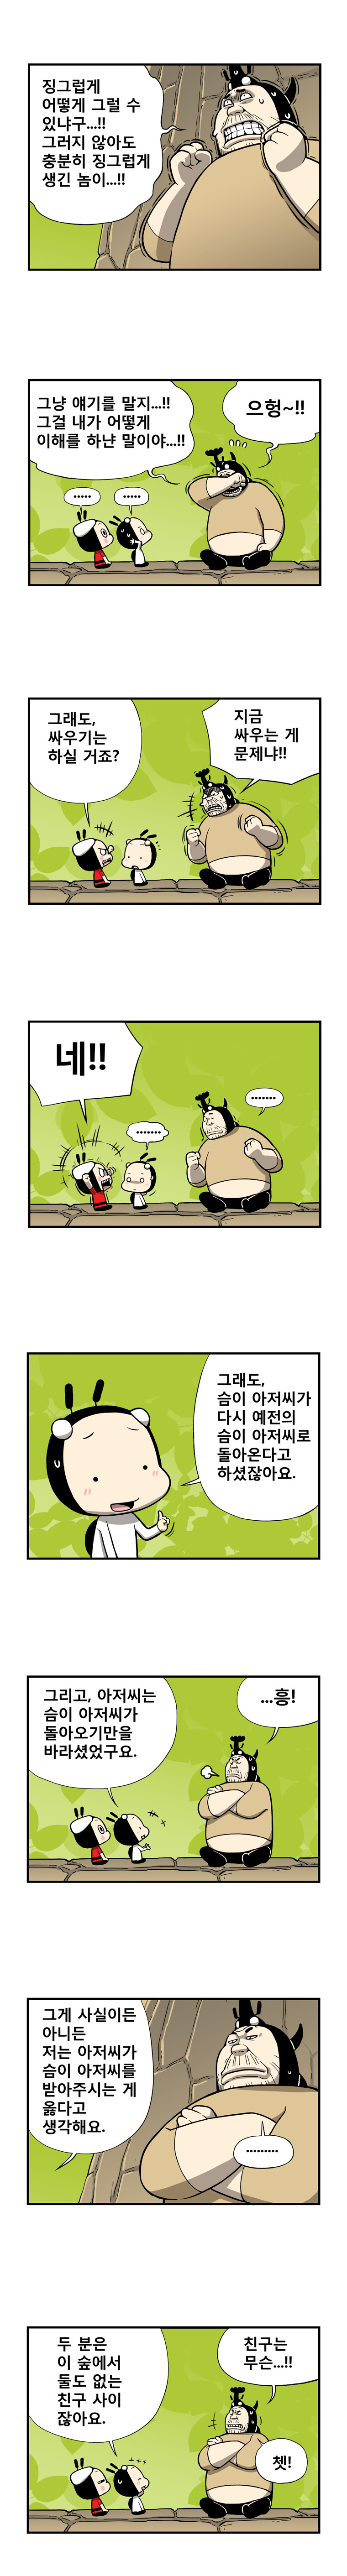 징그럽게
어떻게 그럴 수
있냐구...!!
그러지 않아도
충분히 징그럽게
생긴 놈이...!!
그냥 얘기를 말지...!!
그걸 내가 어떻게
이해를 하냔 말이야...!!
으헝~!!
•••••
•••••
그래도,
싸우기는
하실 거죠?
지금
싸우는 게
문제냐!!
네!!
•••••••
•••••••
그래도,
슴이 아저씨가
다시 예전의
슴이 아저씨로
돌아온다고
하셨잖아요.
그리고, 아저씨는
슴이 아저씨가
돌아오기만을
바라셨었구요.
...흥!
그게 사실이든
아니든
저는 아저씨가
슴이 아저씨를
받아주시는 게
옳다고
생각해요.
•••••••••
두 분은
이 숲에서
둘도 없는
친구 사이
잖아요.
친구는
무슨...!!
쳇!